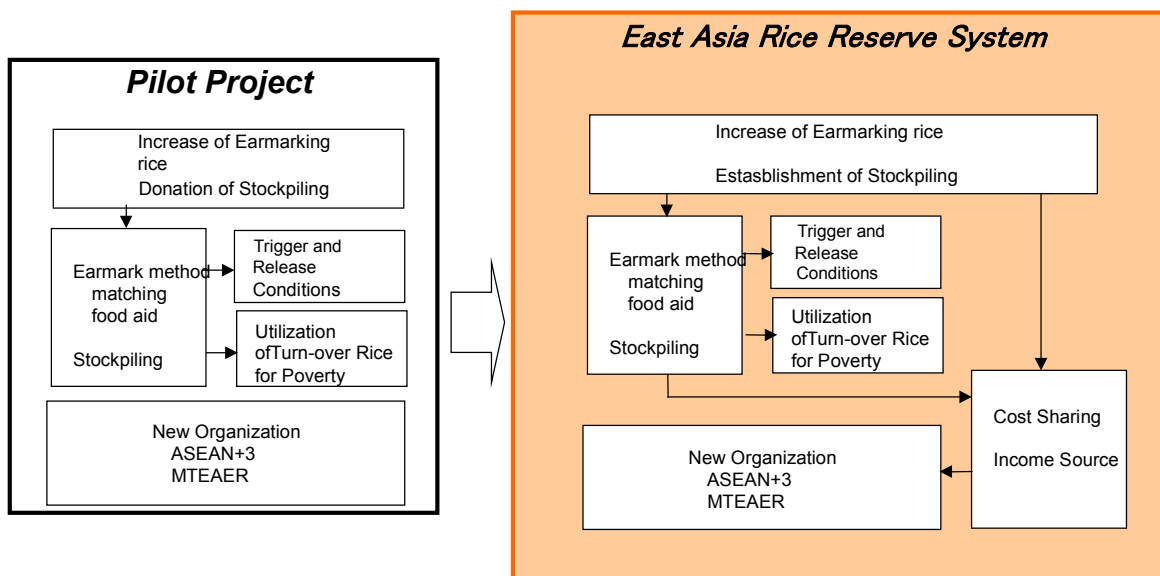 Pilot Project
Increase of Earmarking
rice
Donation of Stockpiling
Earmark method
matching
food aid
Stockpiling
Trigger and
Release
Conditions
Utilization
ofTurn-over Rice
for Poverty
New Organization
ASEAN+3
MTEAER
East Asia Rice Reserve System
Increase of Earmarking rice
Estasblishment of Stockpiling
Earmark method
matching
food aid
Stockpiling
Trigger and
Release
Conditions
Utilization
ofTurn-over Rice
for Poverty
Cost Sharing
Income Source
New Organization
ASEAN+3
MTEAER